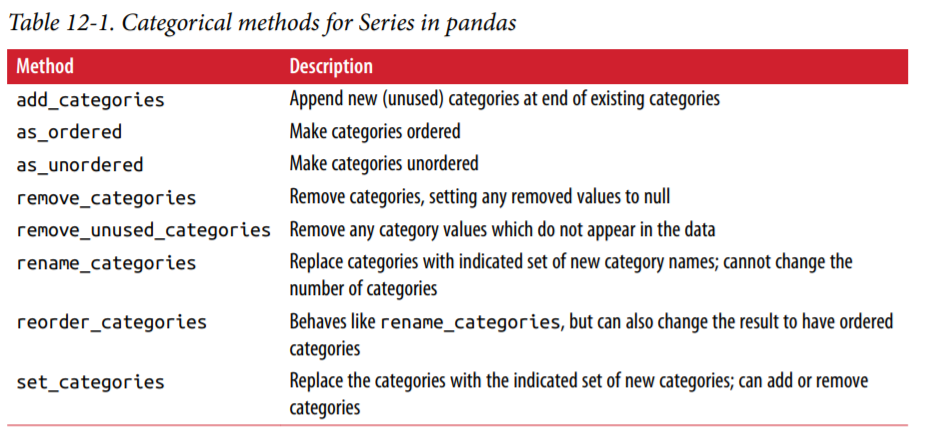 Table 12-1. Categorical methods for Series in pandas
Method Description
add_categories Append new (unused) categories at end of existing categories
as_ordered Make categories ordered
as_unordered Make categories unordered
remove_categories Remove categories, setting any removed values to null
remove_unused_categories Remove any category values which do not appear in the data
rename_categories Replace categories with indicated set of new category names; cannot change the
number of categories
reorder_categories Behaves like rename_categories, but can also change the result to have ordered
categories
set_categories Replace the categories with the indicated set of new categories; can add or remove
categories